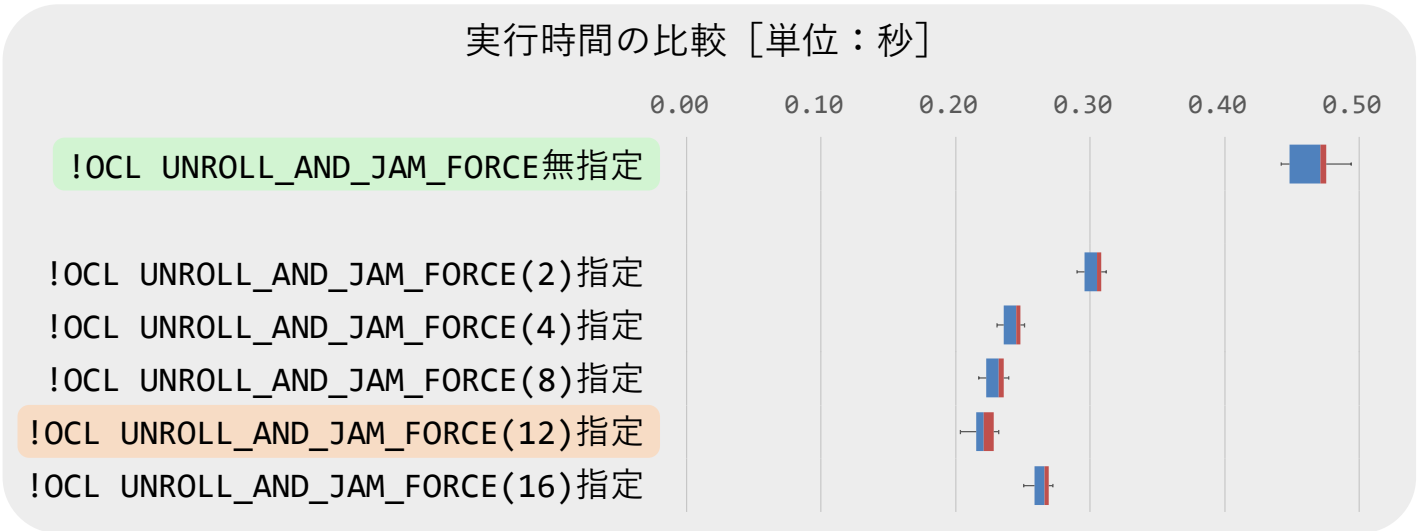 実行時間の比較［単位：秒］
0.00 0.10 0.20 0.30 0.40 0.50
!OCL UNROLL_AND_JAM_FORCE無指定
!OCL UNROLL_AND_JAM_FORCE(2)指定
!OCL UNROLL_AND_JAM_FORCE(4)指定
!OCL UNROLL_AND_JAM_FORCE(8)指定
!OCL UNROLL_AND_JAM_FORCE(12)指定
!OCL UNROLL_AND_JAM_FORCE(16)指定